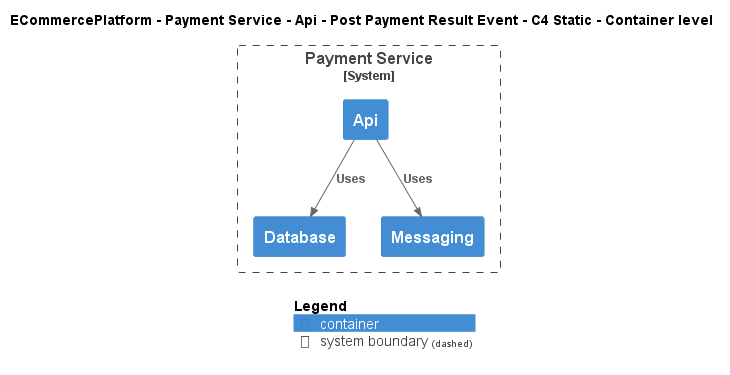 ECommercePlatform - Payment Service - Api - Post Payment Result Event - C4 Static - Container level
Payment Service
[System]
Api
Uses
Uses
Database
Messaging
Legend
container
system boundary (dashed)